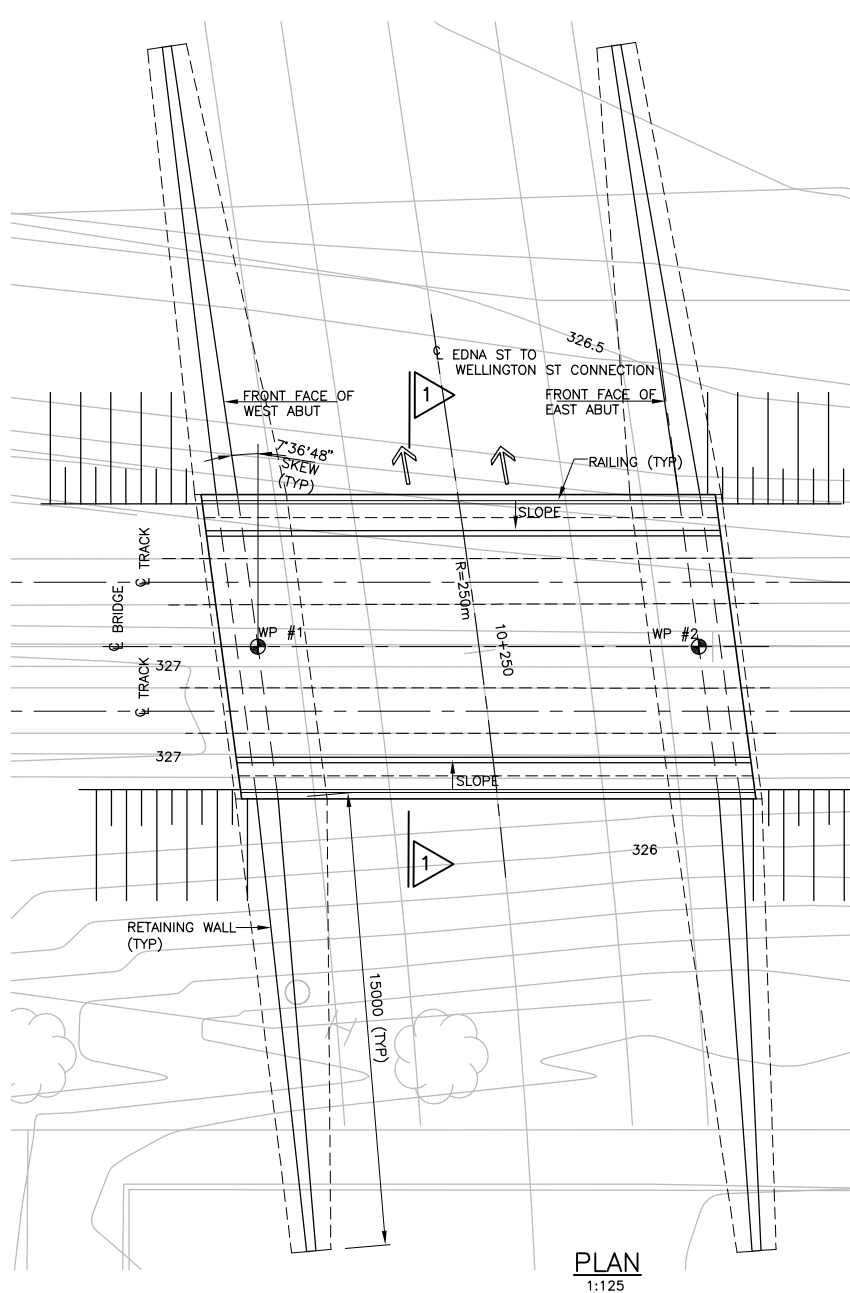 326.5
℄ EDNA ST TO
WELLINGTON ST CONNECTION
1
FRONT FACE OF
WEST ABUT
FRONT FACE OF
EAST ABUT
7°36'48"
SKEW
(TYP)
RAILING (TYP)
SLOPE
℄ TRACK
R=250m
℄ BRIDGE
WP #1
WP #2
10+250
327
℄ TRACK
327
SLOPE
326
1
RETAINING WALL
(TYP)
15000 (TYP)
PLAN
1:125